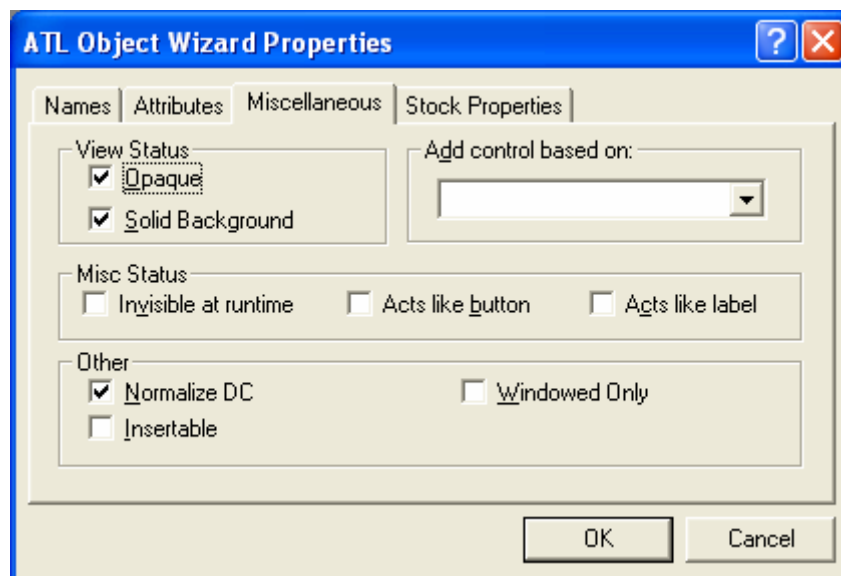 ATL Object Wizard Properties
Names Attributes Miscellaneous Stock Properties
View Status
Opaque
Solid Background
Add control based on:
Misc Status
Invisible at runtime Acts like button Acts like label
Other
Normalize DC Windowed Only
Insertable
OK Cancel